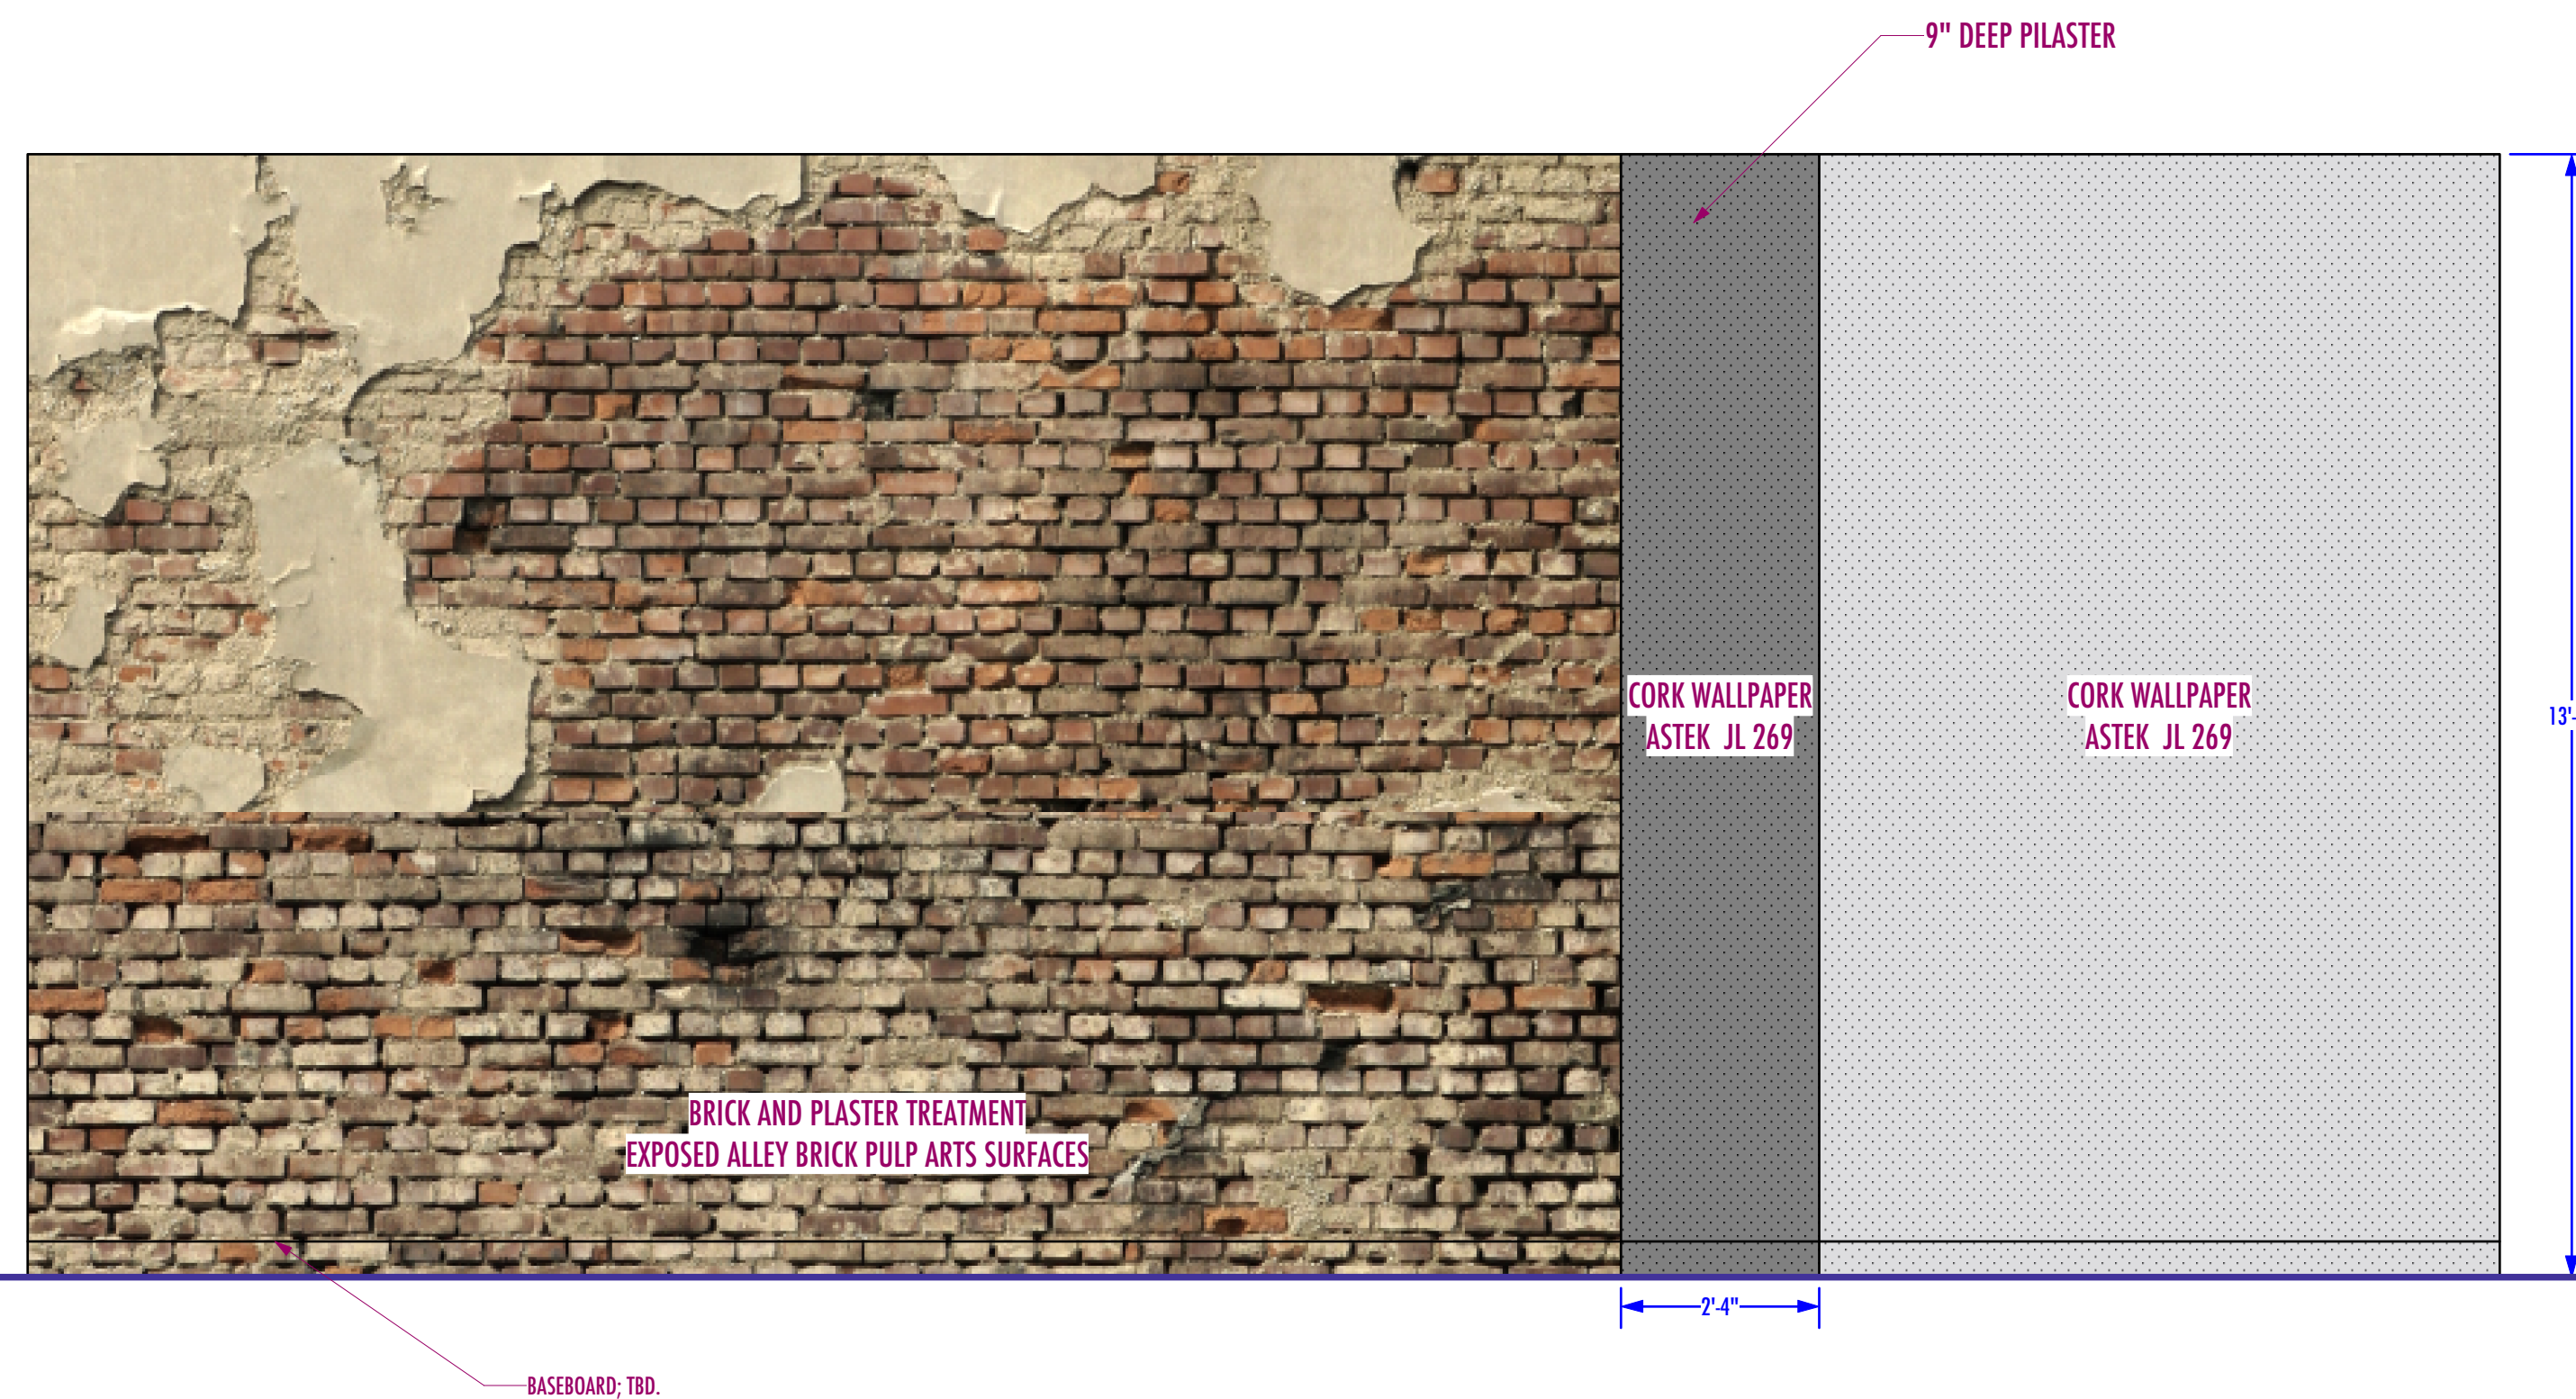 9" DEEP PILASTER
CORK WALLPAPER
ASTEK JL 269
CORK WALLPAPER
ASTEK JL 269
13'-
BRICK AND PLASTER TREATMENT
EXPOSED ALLEY BRICK PULP ARTS SURFACES
2'-4"
BASEBOARD; TBD.